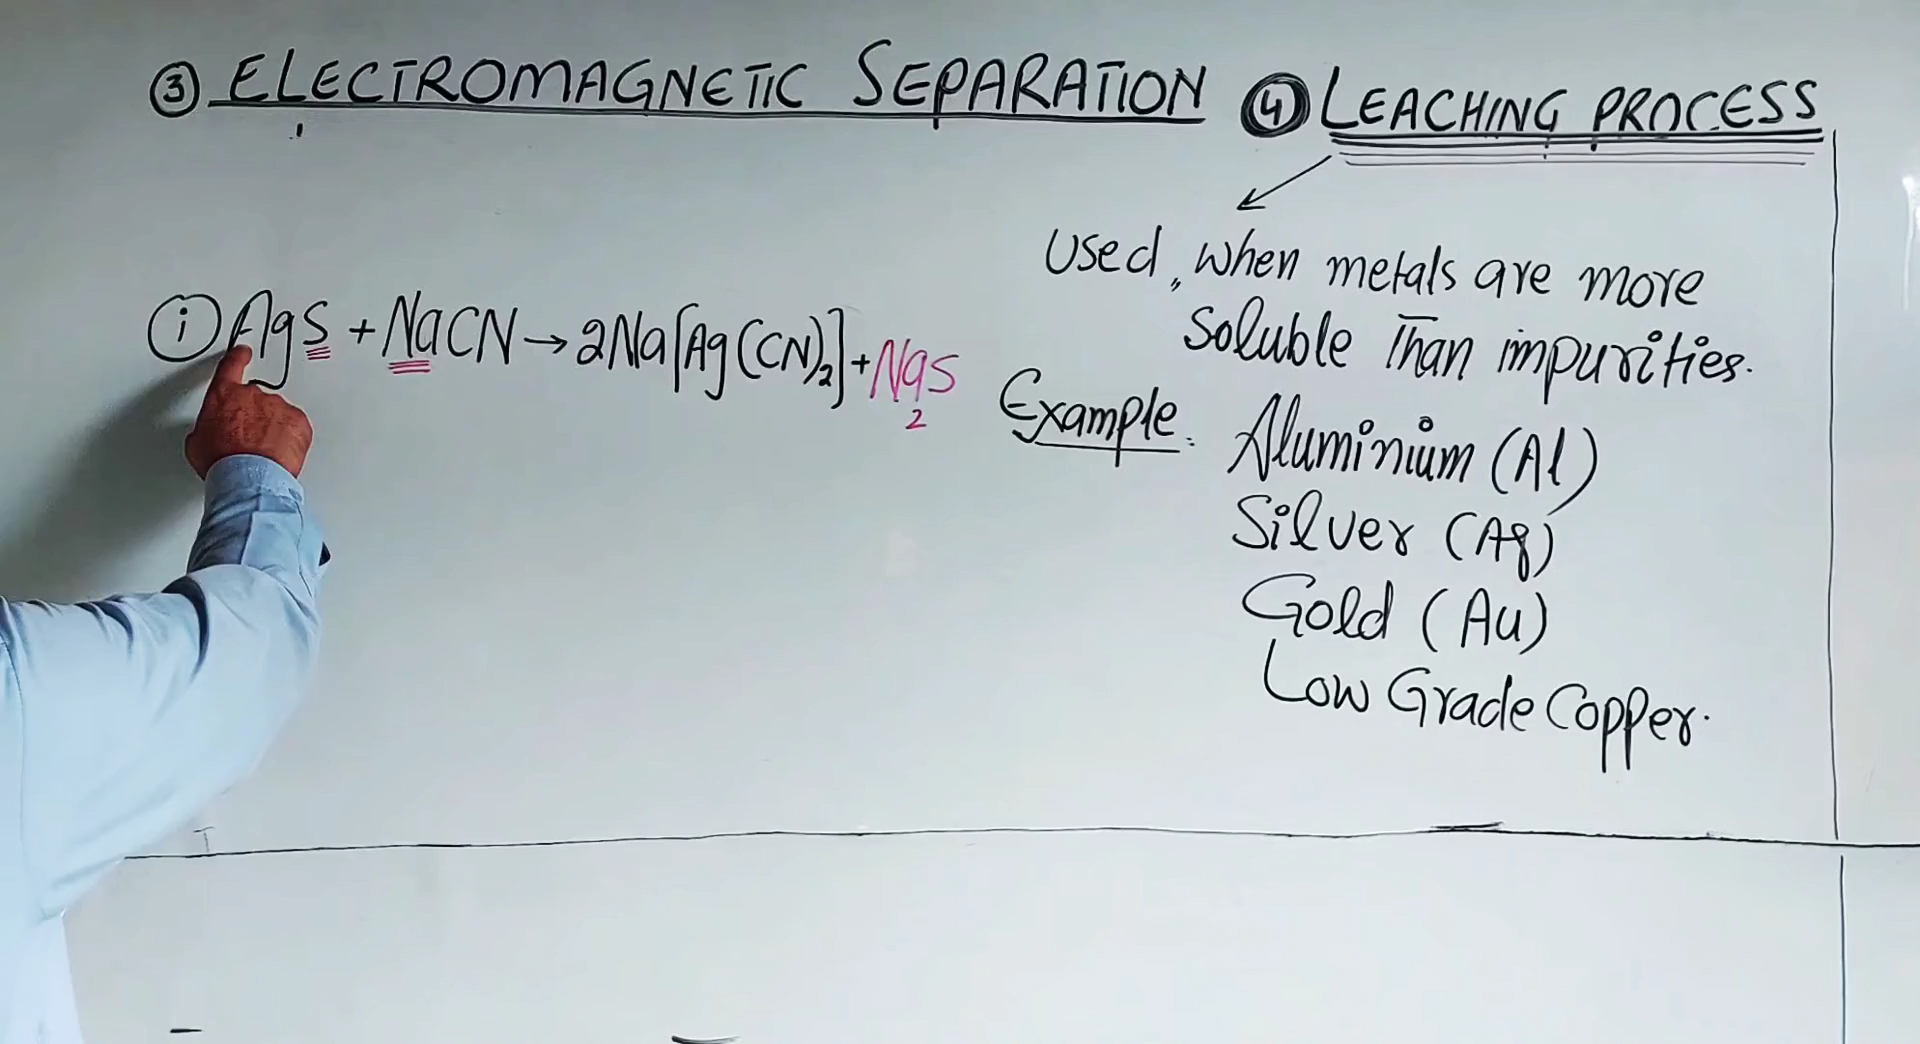 ③ ELECTROMAGNETIC SEPARATION
④ LEACHING PROCESS
Used, when metals are more
soluble Than impurities.
ⓘ AgS + NaCN → 2Na[Ag(CN)₂] + Na₂S
Example: Aluminium (Al)
Silver (Ag)
Gold (Au)
Low Grade Copper.